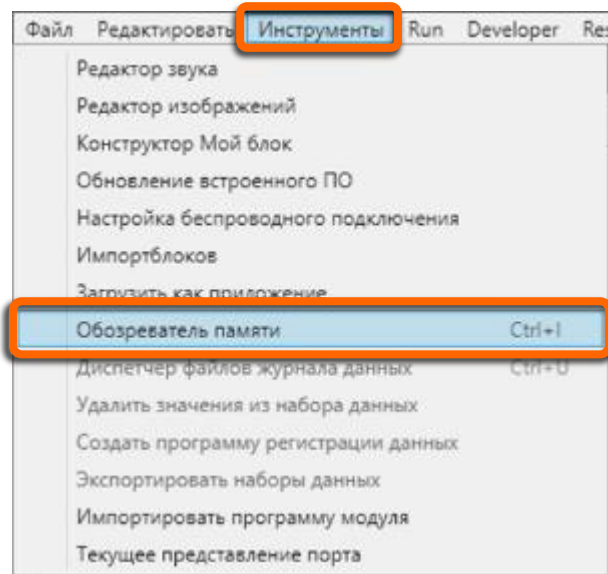 Файл Редактировать Инструменты Run Developer Res
Редактор звука
Редактор изображений
Конструктор Мой блок
Обновление встроенного ПО
Настройка беспроводного подключения
Импортблоков
Загрузить как приложение
Обозреватель памяти Ctrl+I
Диспетчер файлов журнала данных Ctrl+U
Удалить значения из набора данных
Создать программу регистрации данных
Экспортировать наборы данных
Импортировать программу модуля
Текущее представление порта